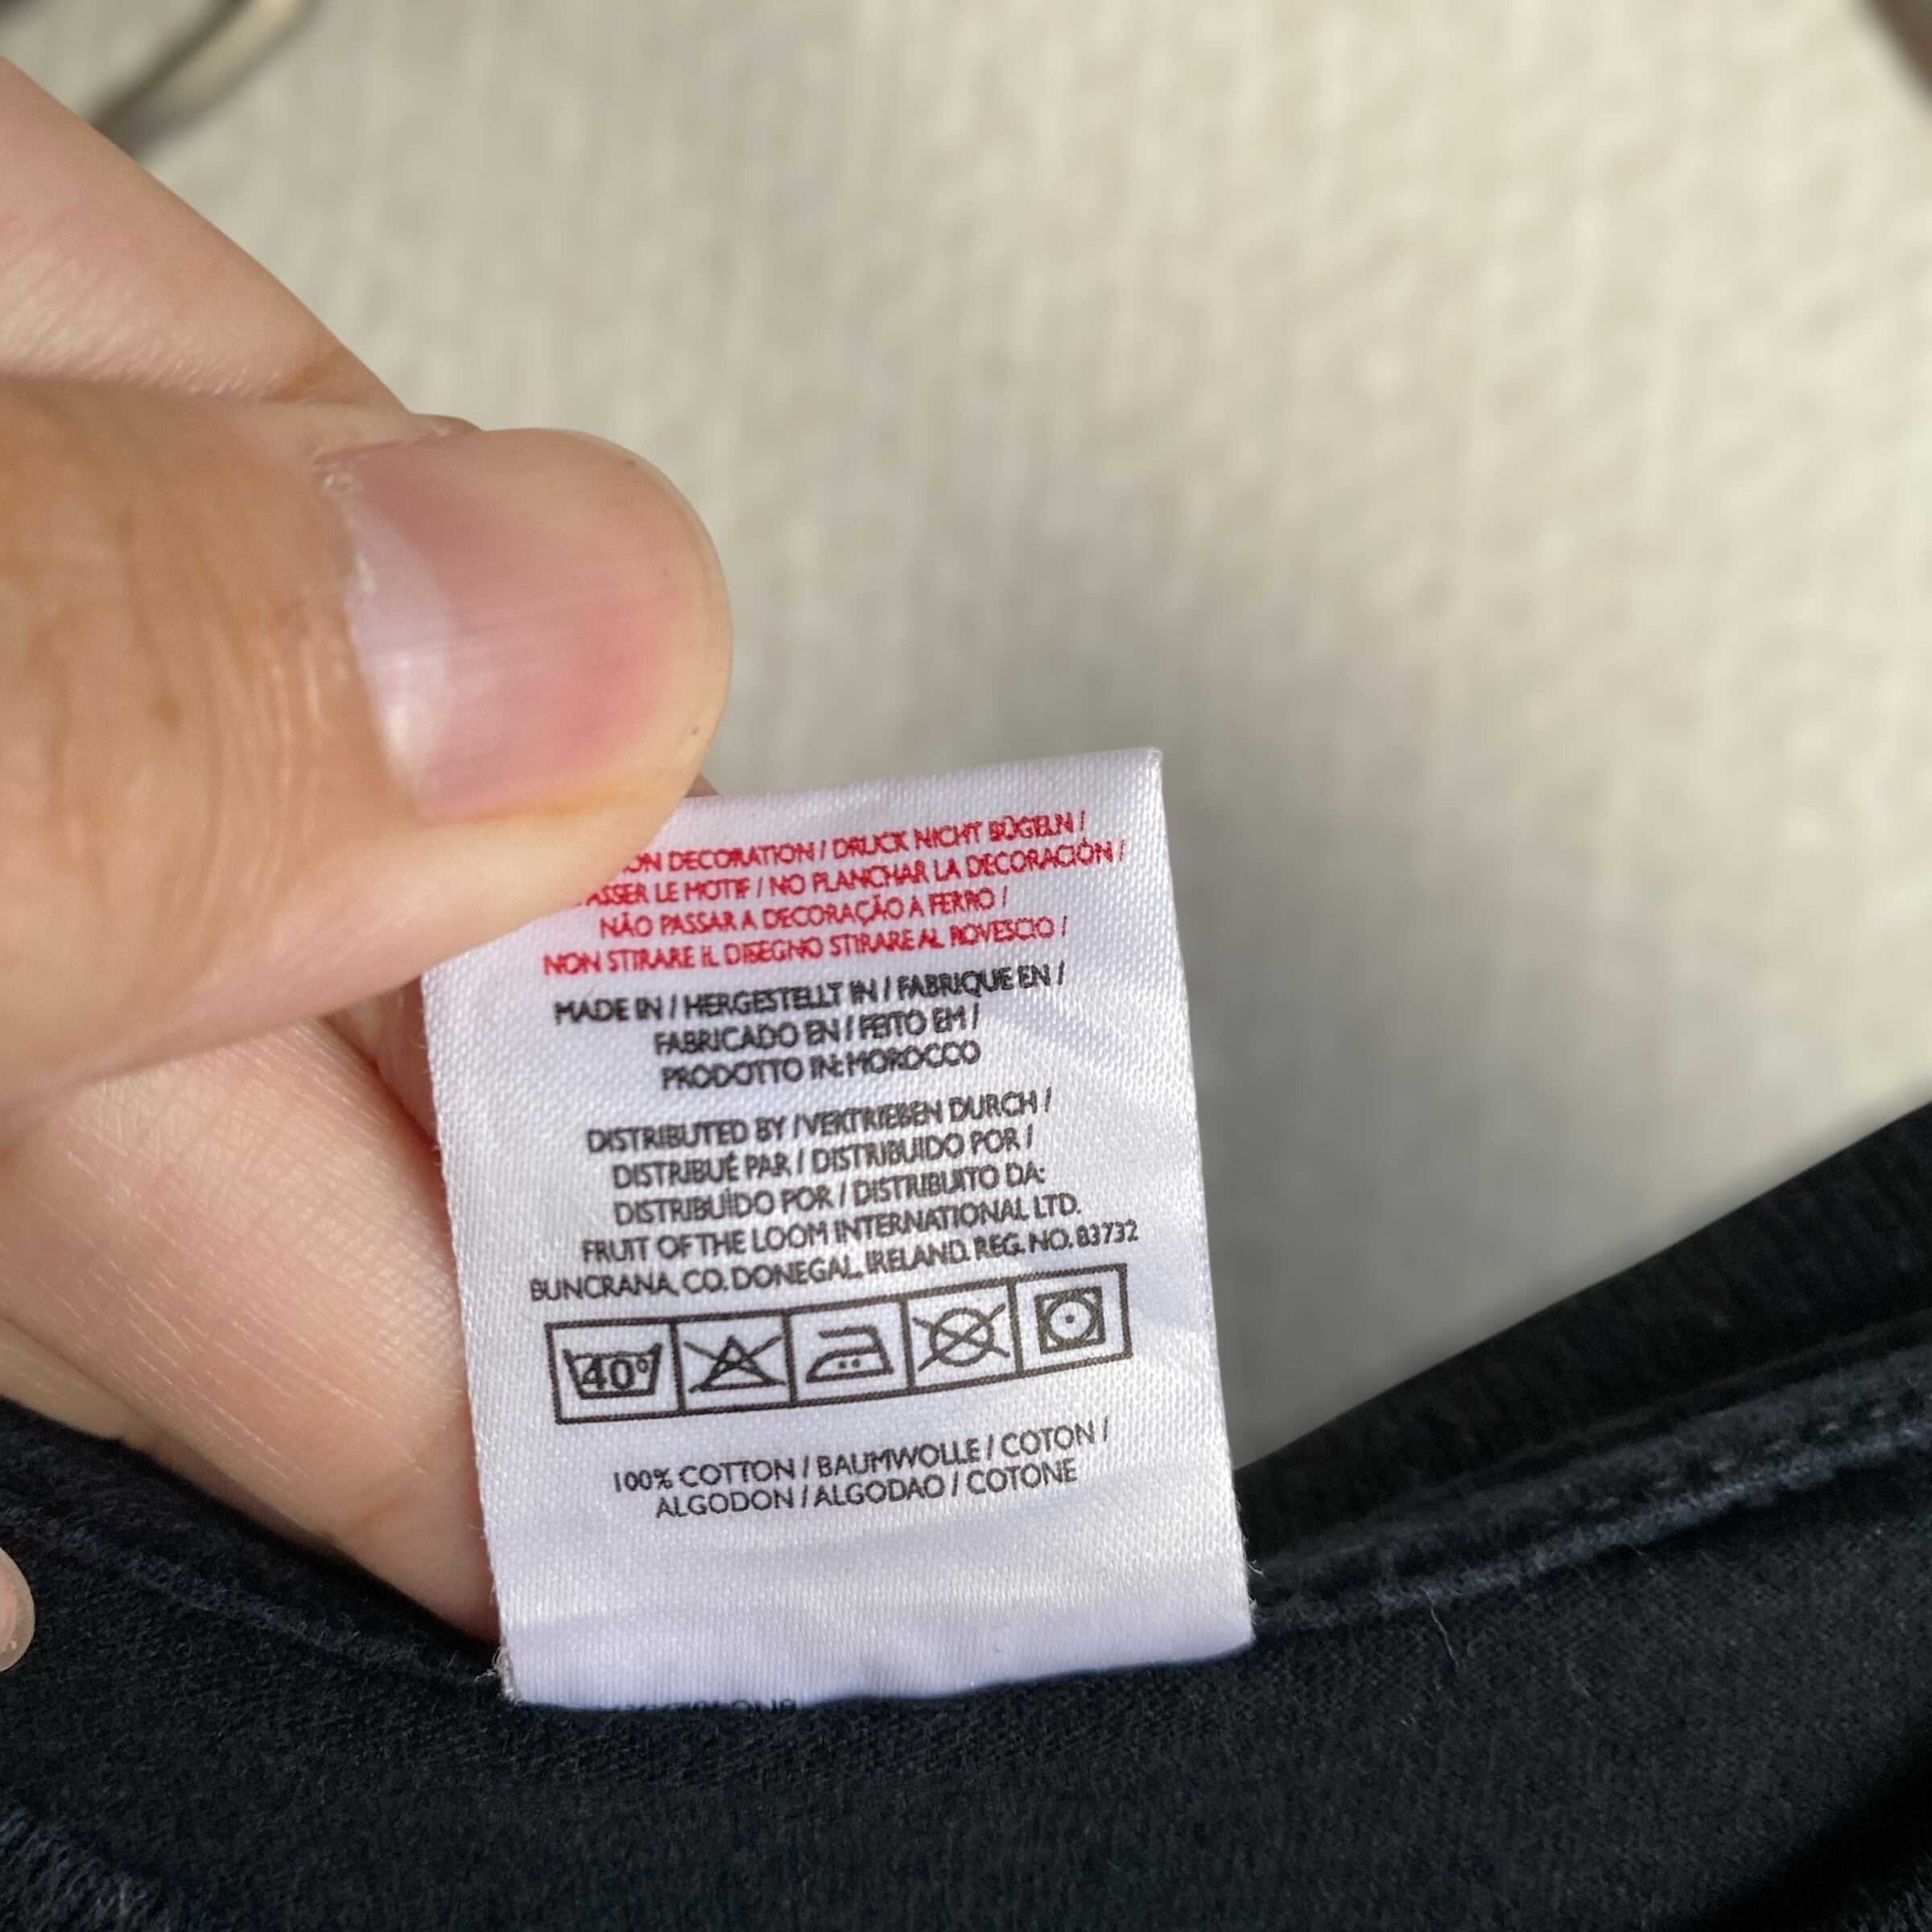 ON DECORATION / DRUCK NICHT BÜGELN /
ASSER LE MOTIF / NO PLANCHAR LA DECORACIÓN /
NÃO PASSAR A DECORAÇÃO A FERRO /
NON STIRARE IL DISEGNO STIRARE AL ROVESCIO /
MADE IN / HERGESTELLT IN / FABRIQUE EN /
FABRICADO EN / FEITO EM /
PRODOTTO IN: MOROCCO
DISTRIBUTED BY / VERTRIEBEN DURCH /
DISTRIBUÉ PAR / DISTRIBUIDO POR /
DISTRIBUÍDO POR / DISTRIBUITO DA:
FRUIT OF THE LOOM INTERNATIONAL LTD.
BUNCRANA, CO. DONEGAL, IRELAND. REG. NO. 83732
40°
100% COTTON / BAUMWOLLE / COTON /
ALGODON / ALGODAO / COTONE